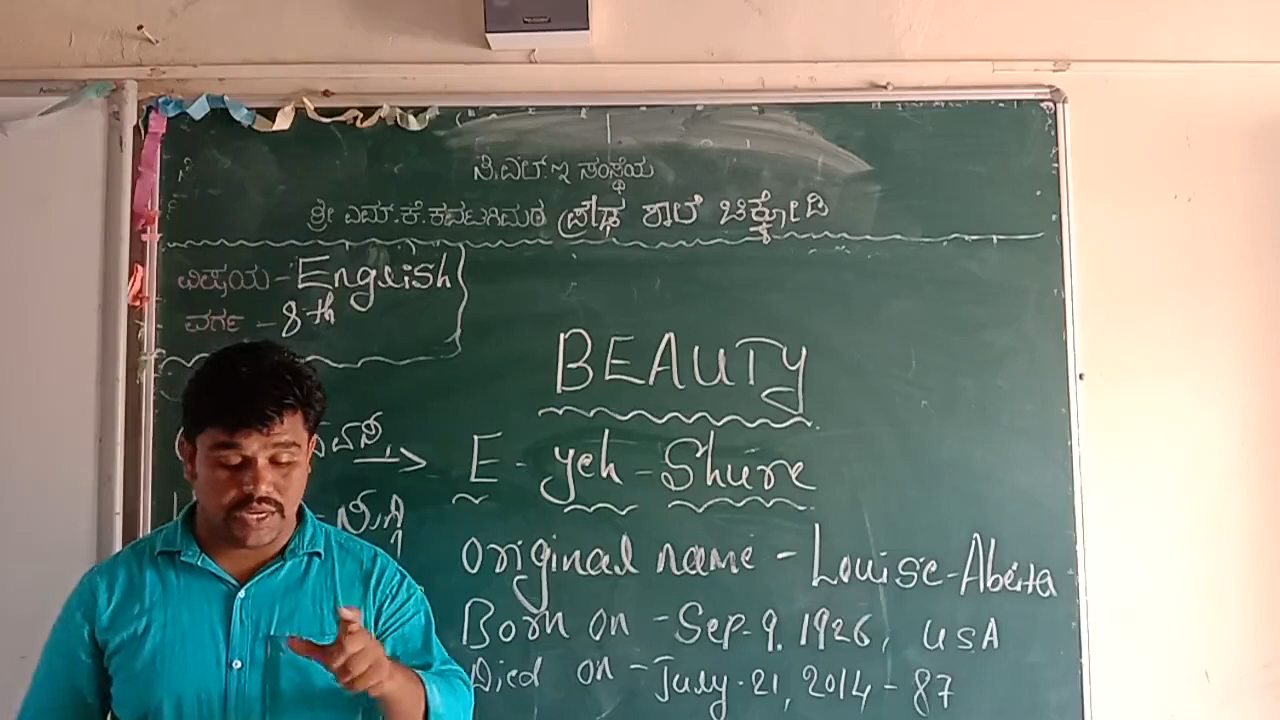 ಸಿ.ಎಲ್.ಇ ಸಂಸ್ಥೆಯ
ಶ್ರೀ ಎಮ್.ಕೆ.ಕವಟಗಿಮಠ ಪ್ರೌಢ ಶಾಲೆ ಚಿಕ್ಕೋಡಿ
ವಿಷಯ - English
ವರ್ಗ - 8th
BEAUTY
E - yeh - Shure
Original name - Louise-Abeita
Born on - Sep. 9. 1926, USA
Died on - July. 21, 2014 - 87